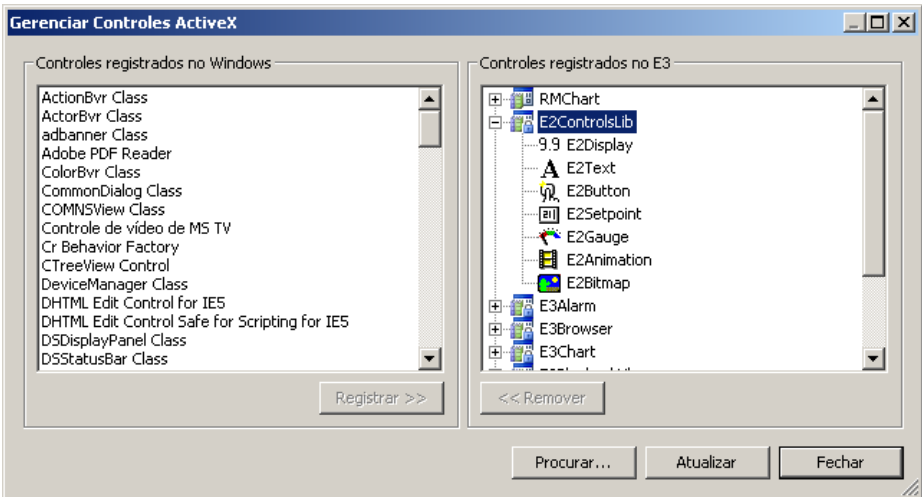 Gerenciar Controles ActiveX
Controles registrados no Windows
ActionBvr Class
ActorBvr Class
adbanner Class
Adobe PDF Reader
ColorBvr Class
CommonDialog Class
COMNSView Class
Controle de vídeo de MS TV
Cr Behavior Factory
CTreeView Control
DeviceManager Class
DHTML Edit Control for IE5
DHTML Edit Control Safe for Scripting for IE5
DSDisplayPanel Class
DSStatusBar Class
Registrar >>
Controles registrados no E3
RMChart
E2ControlsLib
9.9 E2Display
A E2Text
E2Button
E2Setpoint
E2Gauge
E2Animation
E2Bitmap
E3Alarm
E3Browser
E3Chart
<< Remover
Procurar...
Atualizar
Fechar